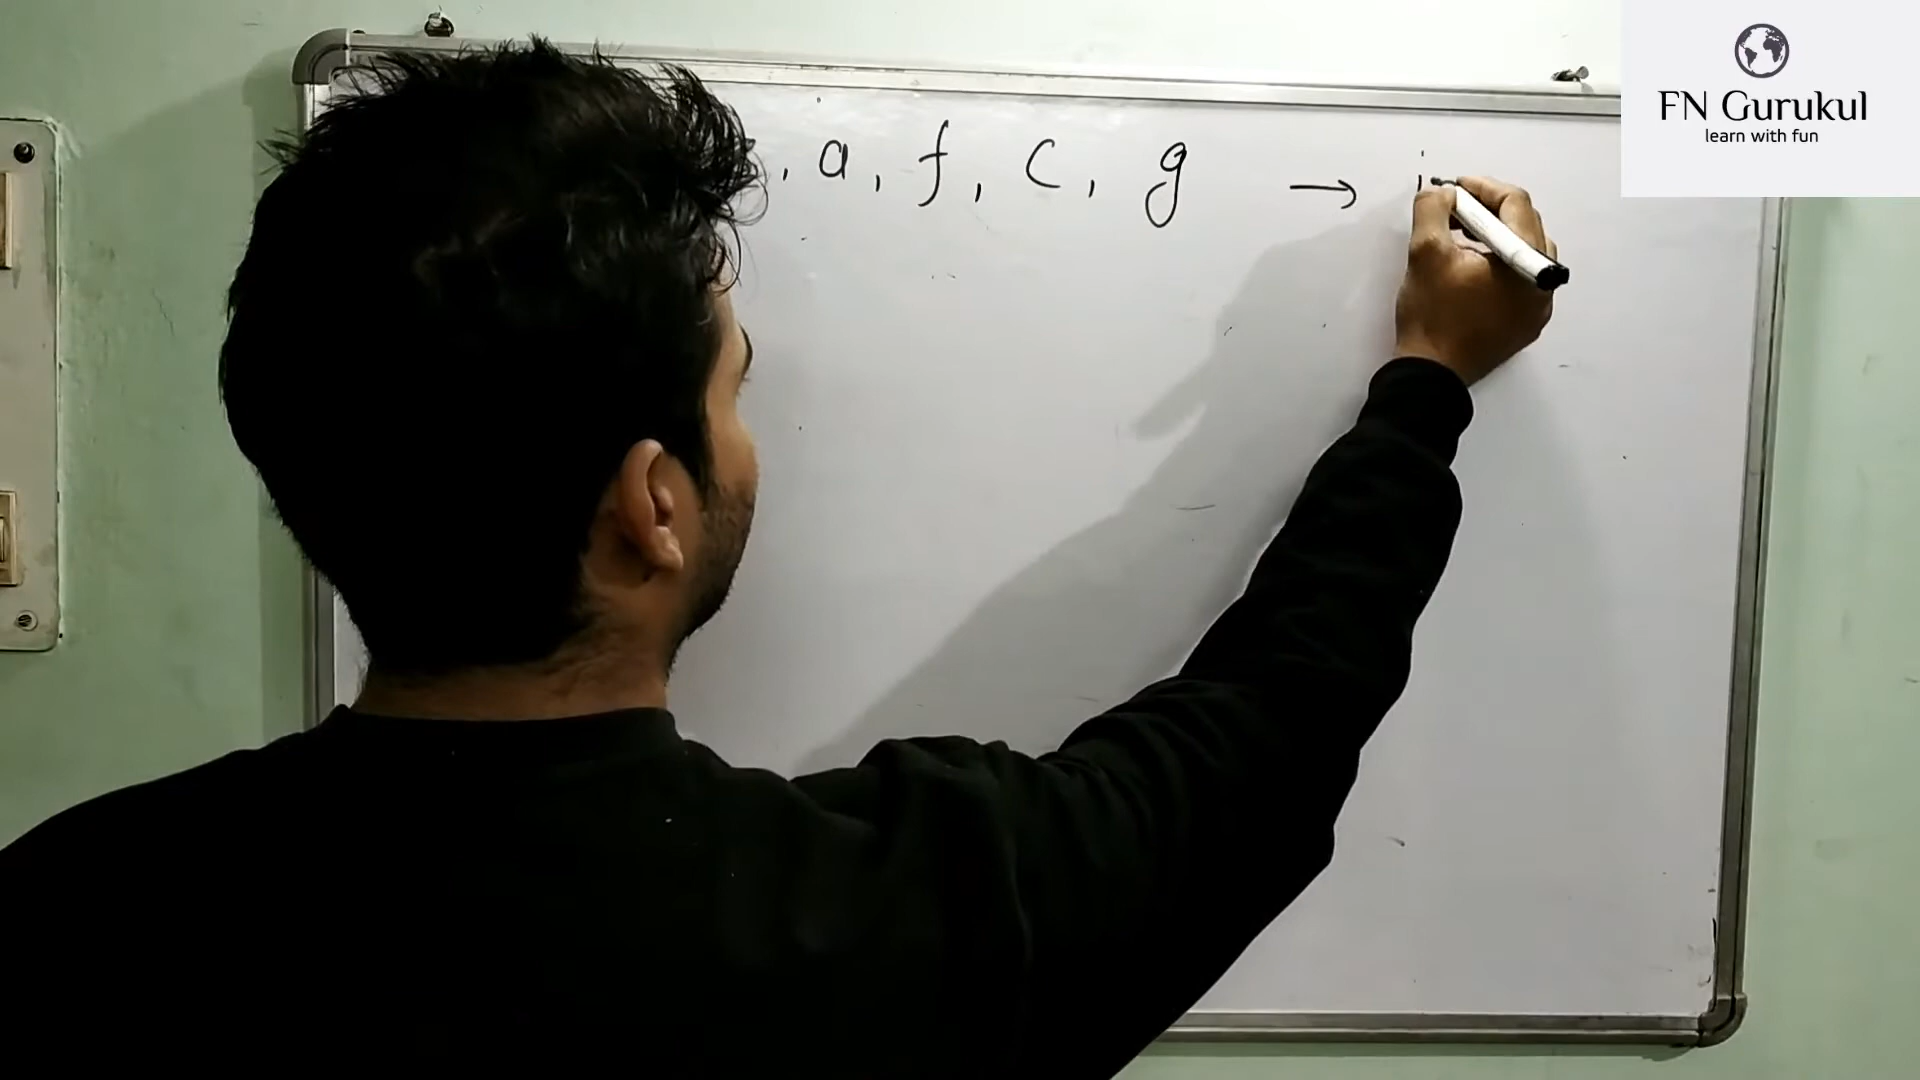 , a, f, c, g → i
FN Gurukul
learn with fun